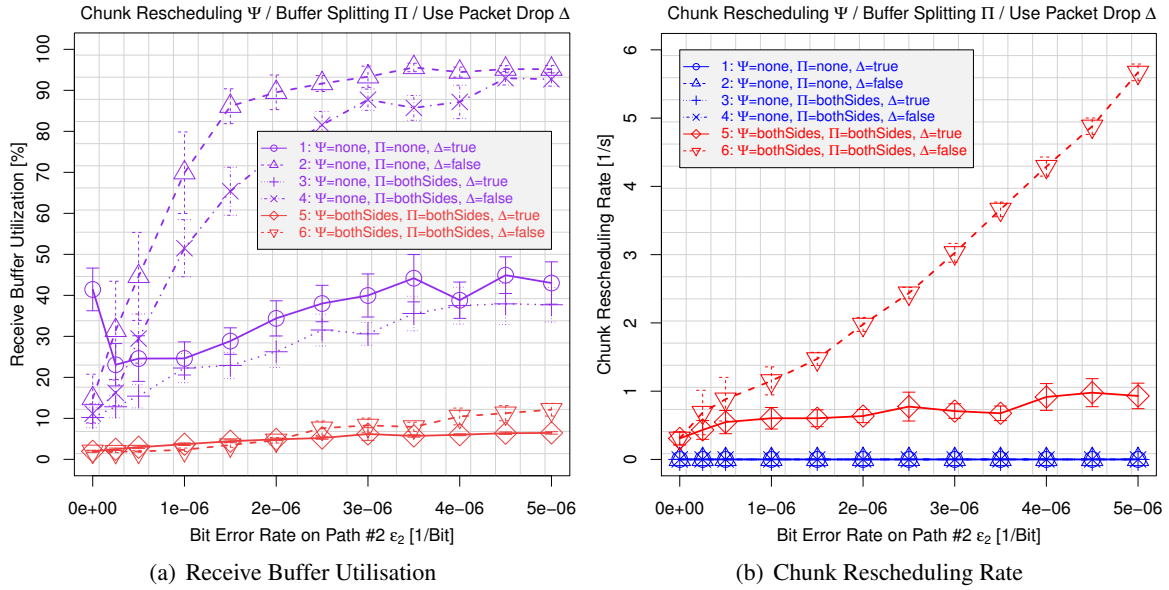 Chunk Rescheduling Ψ / Buffer Splitting Π / Use Packet Drop Δ
Receive Buffer Utilization [%]
100
90
80
70
60
50
40
30
20
10
0
1: Ψ=none, Π=none, Δ=true
2: Ψ=none, Π=none, Δ=false
3: Ψ=none, Π=bothSides, Δ=true
4: Ψ=none, Π=bothSides, Δ=false
5: Ψ=bothSides, Π=bothSides, Δ=true
6: Ψ=bothSides, Π=bothSides, Δ=false
0e+00 1e−06 2e−06 3e−06 4e−06 5e−06
Bit Error Rate on Path #2 ε₂ [1/Bit]
(a) Receive Buffer Utilisation
Chunk Rescheduling Ψ / Buffer Splitting Π / Use Packet Drop Δ
Chunk Rescheduling Rate [1/s]
6
5
4
3
2
1
0
1: Ψ=none, Π=none, Δ=true
2: Ψ=none, Π=none, Δ=false
3: Ψ=none, Π=bothSides, Δ=true
4: Ψ=none, Π=bothSides, Δ=false
5: Ψ=bothSides, Π=bothSides, Δ=true
6: Ψ=bothSides, Π=bothSides, Δ=false
0e+00 1e−06 2e−06 3e−06 4e−06 5e−06
Bit Error Rate on Path #2 ε₂ [1/Bit]
(b) Chunk Rescheduling Rate